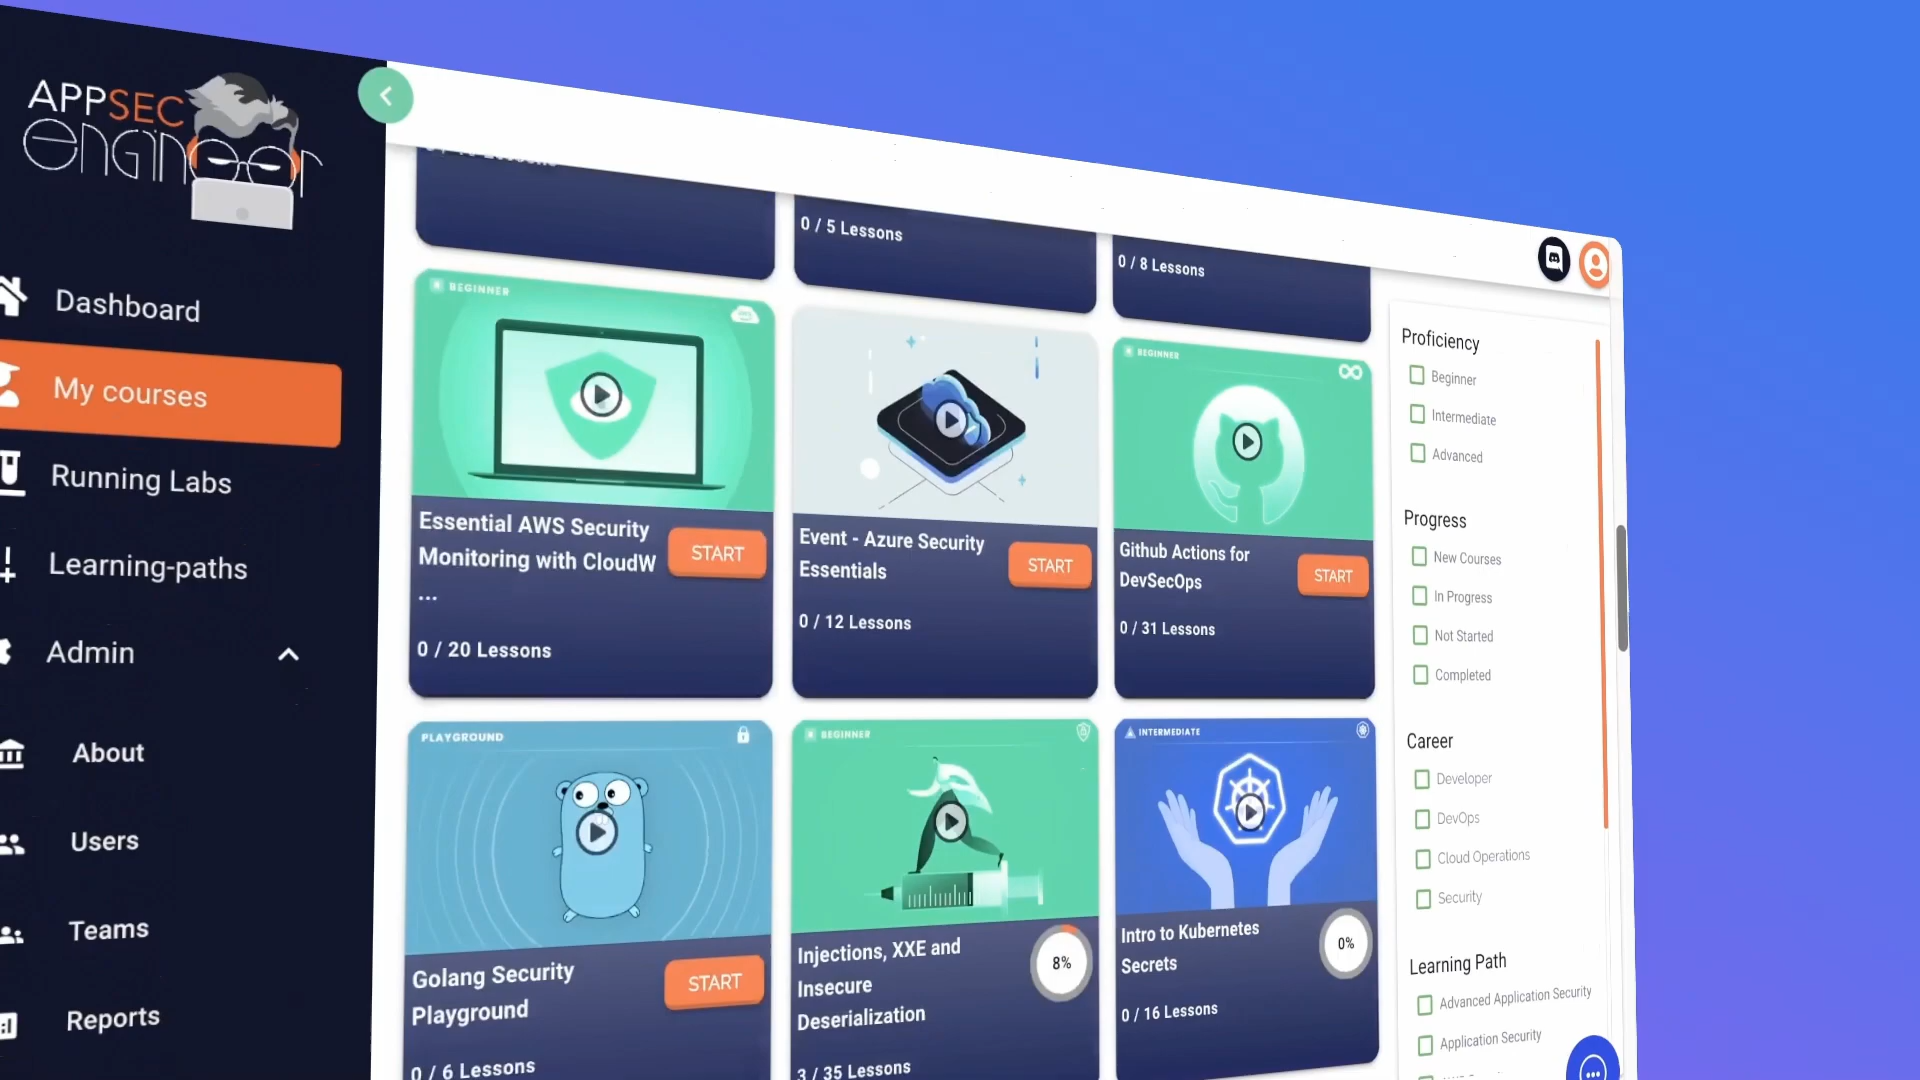 APPSEC
engineer
Dashboard
My courses
Running Labs
Learning-paths
Admin
About
Users
Teams
Reports
0 / 5 Lessons
0 / 8 Lessons
BEGINNER
Essential AWS Security
Monitoring with CloudW
...
START
0 / 20 Lessons
Event - Azure Security
Essentials
START
0 / 12 Lessons
BEGINNER
Github Actions for
DevSecOps
START
0 / 31 Lessons
PLAYGROUND
Golang Security
Playground
START
0 / 6 Lessons
BEGINNER
Injections, XXE and
Insecure
Deserialization
8%
3 / 35 Lessons
INTERMEDIATE
Intro to Kubernetes
Secrets
0%
0 / 16 Lessons
Proficiency
Beginner
Intermediate
Advanced
Progress
New Courses
In Progress
Not Started
Completed
Career
Developer
DevOps
Cloud Operations
Security
Learning Path
Advanced Application Security
Application Security